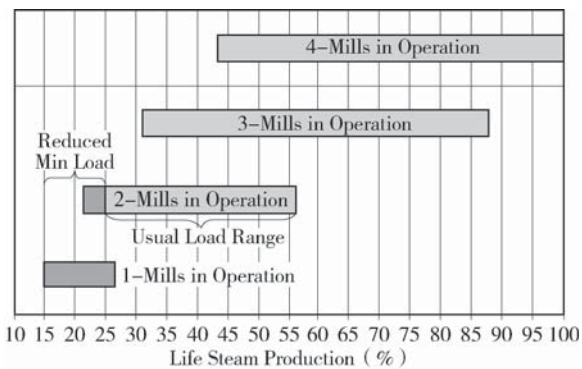 4-Mills in Operation
3-Mills in Operation
Reduced
Min Load
2-Mills in Operation
Usual Load Range
1-Mills in Operation
10 15 20 25 30 35 40 45 50 55 60 65 70 75 80 85 90 95 100
Life Steam Production ( % )